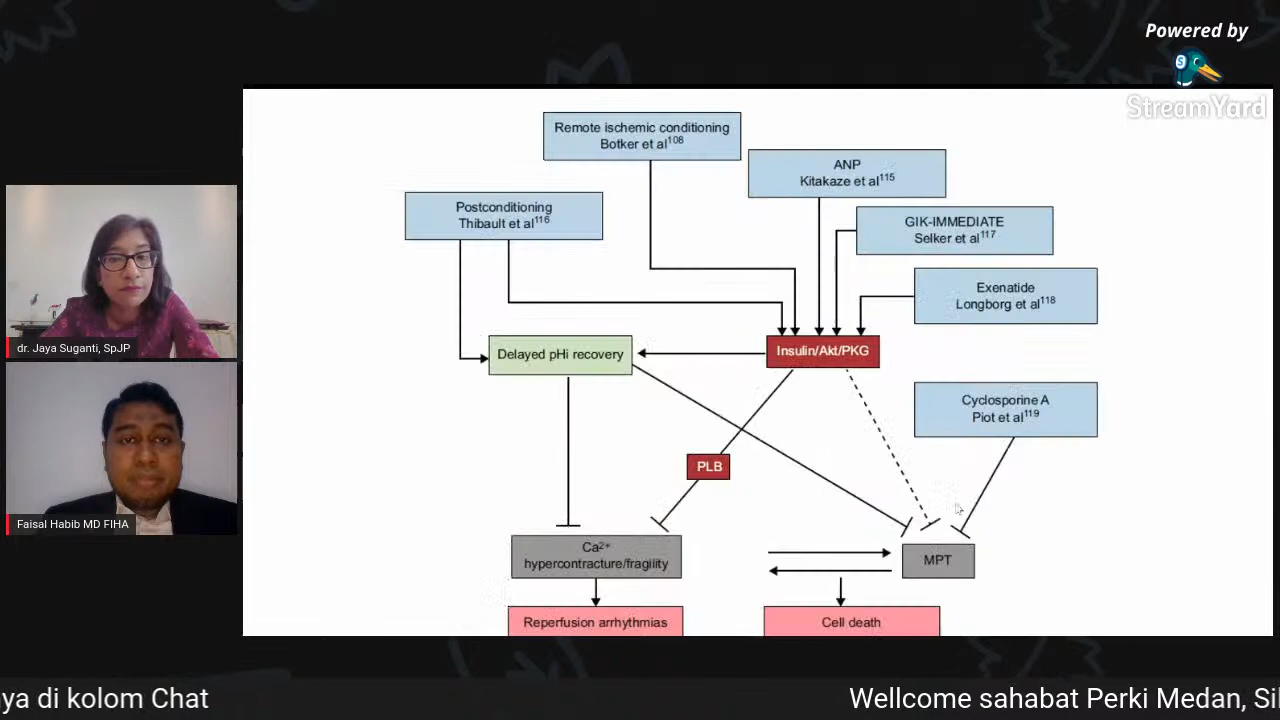 Powered by
StreamYard
Remote ischemic conditioning
Botker et al108
ANP
Kitakaze et al115
Postconditioning
Thibault et al116
GIK-IMMEDIATE
Selker et al117
Exenatide
Longborg et al118
Delayed pHi recovery
Insulin/Akt/PKG
Cyclosporine A
Piot et al119
PLB
Ca2+
hypercontracture/fragility
MPT
Reperfusion arrhythmias
Cell death
dr. Jaya Suganti, SpJP
Faisal Habib MD FIHA
ya di kolom Chat
Wellcome sahabat Perki Medan,